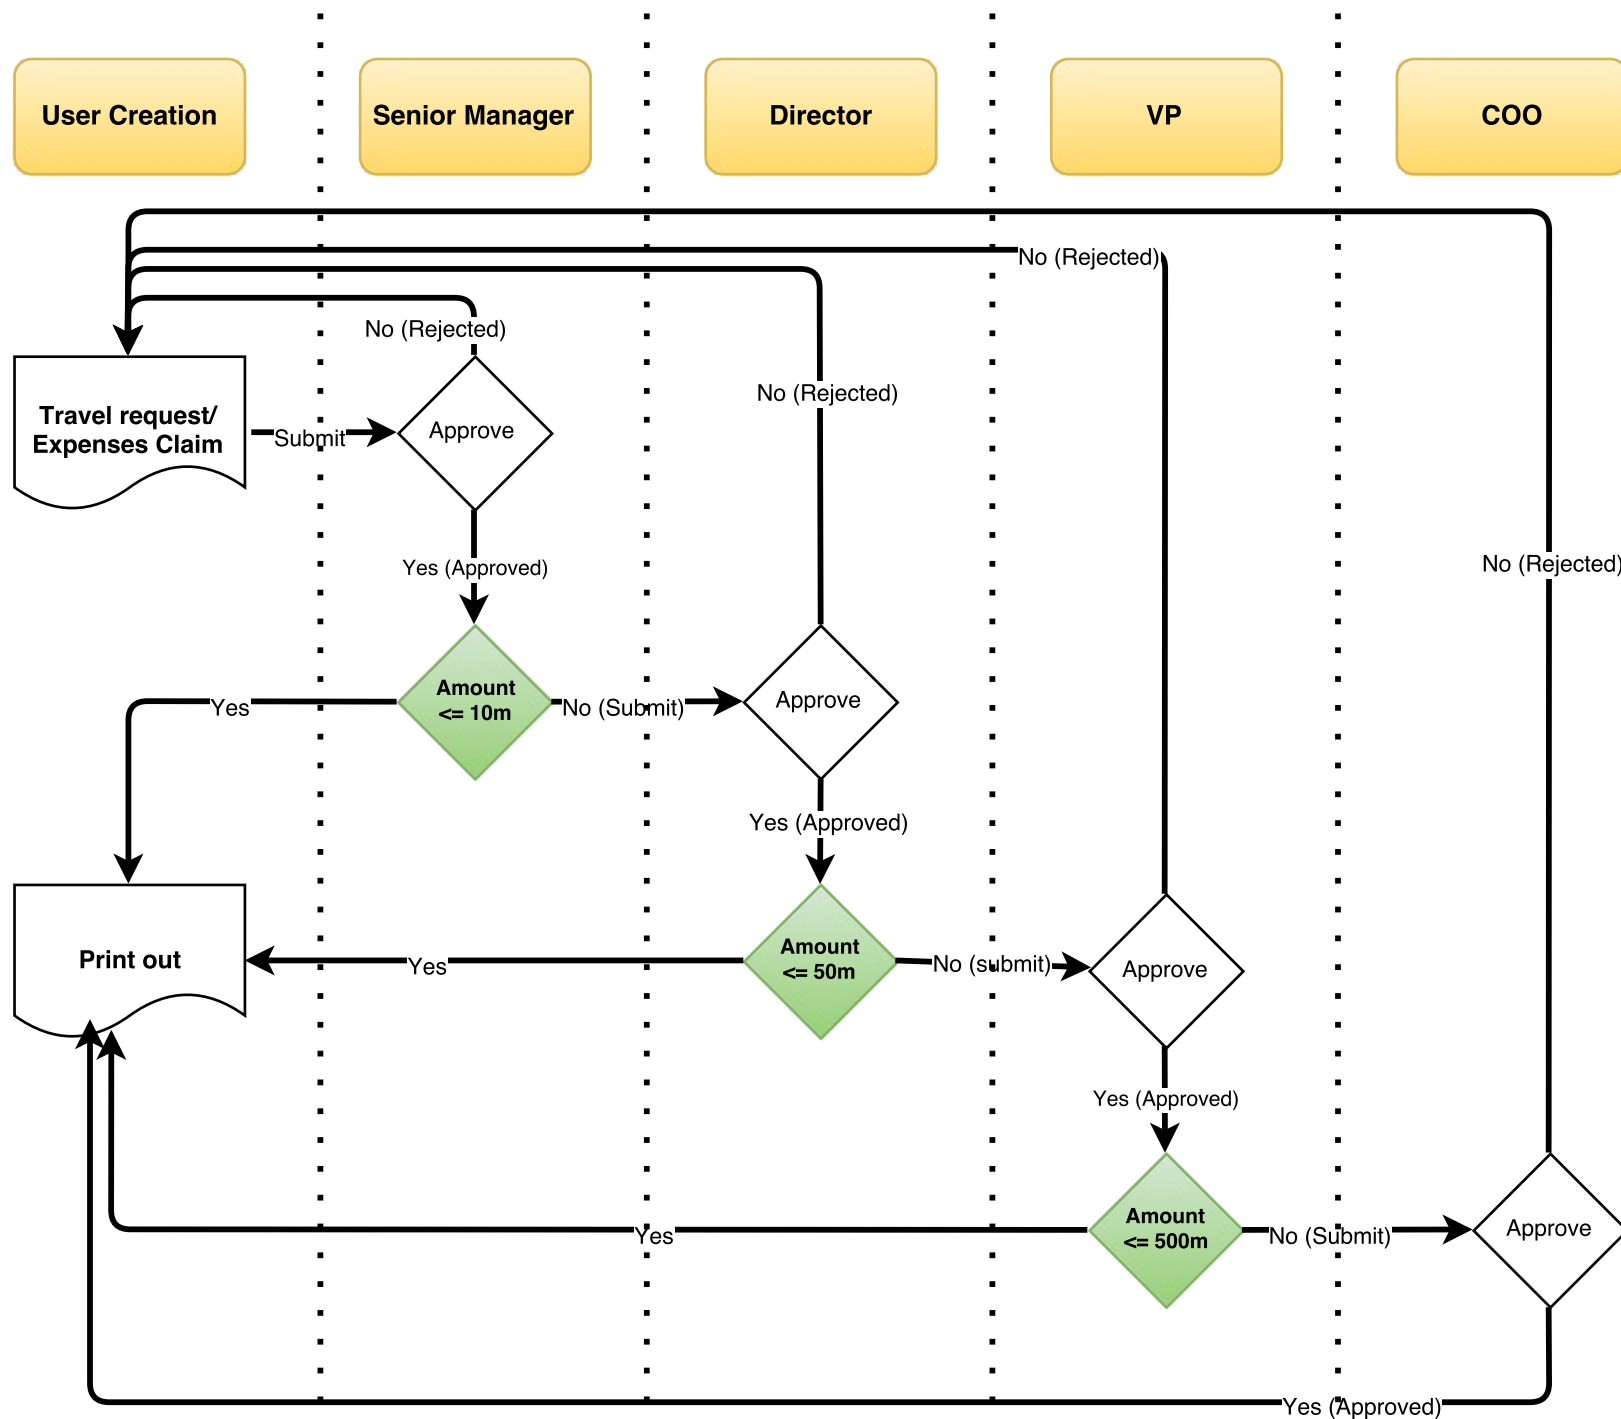 User Creation
Senior Manager
Director
VP
COO
No (Rejected)
No (Rejected)
No (Rejected)
Travel request/
Expenses Claim
Submit
Approve
Yes (Approved)
No (Rejected)
Amount
<= 10m
Yes
No (Submit)
Approve
Yes (Approved)
Print out
Yes
Amount
<= 50m
No (submit)
Approve
Yes (Approved)
Yes
Amount
<= 500m
No (Submit)
Approve
Yes (Approved)